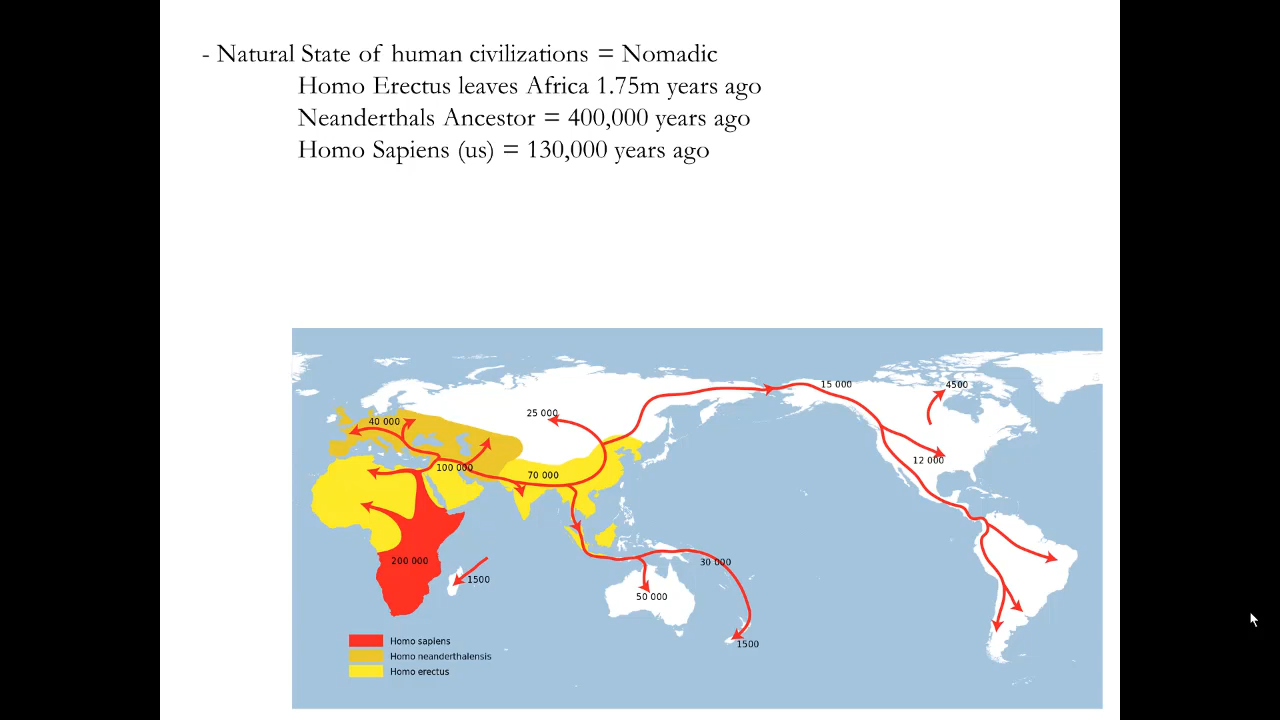 - Natural State of human civilizations = Nomadic
Homo Erectus leaves Africa 1.75m years ago
Neanderthals Ancestor = 400,000 years ago
Homo Sapiens (us) = 130,000 years ago
15 000
4500
25 000
40 000
12 000
100 000
70 000
200 000
30 000
1500
50 000
1500
Homo sapiens
Homo neanderthalensis
Homo erectus